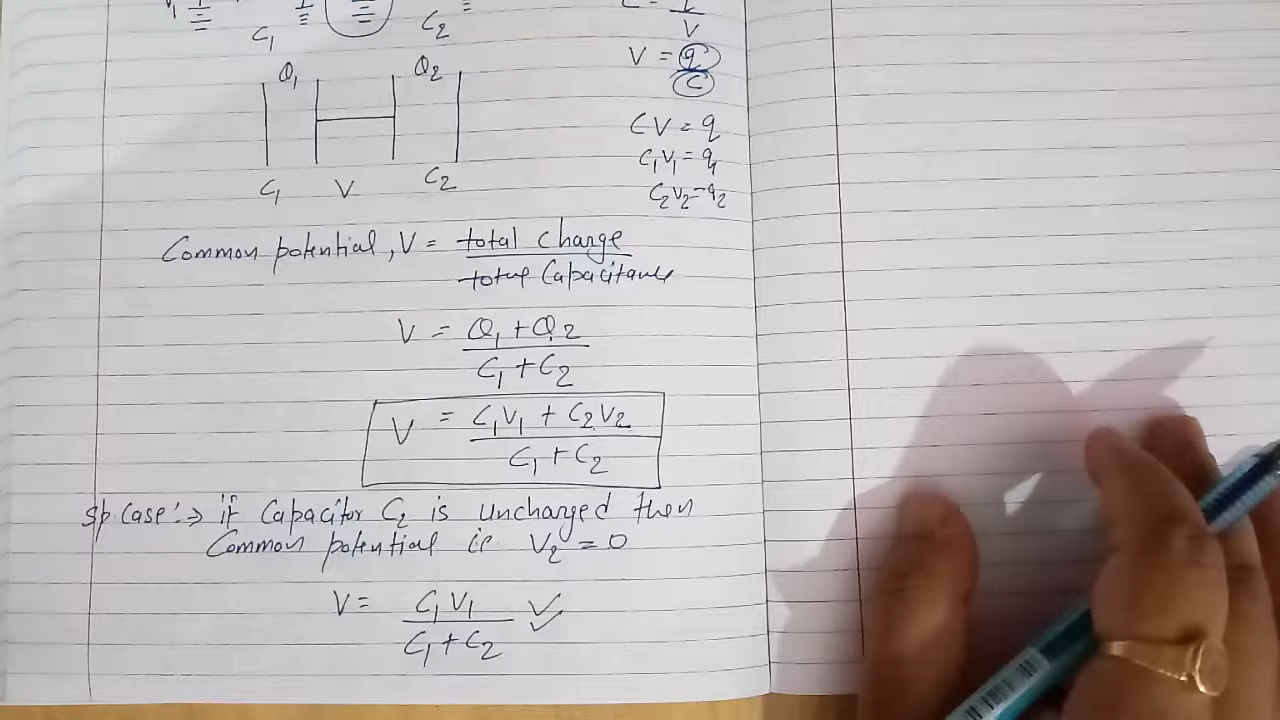 C₁ C₂
Q₁ Q₂
C₁ V C₂
V
V = q
C
CV = q
C₁V₁ = q₁
C₂V₂ = q₂
Common potential, V = total charge
total Capacitance
V = Q₁ + Q₂
C₁ + C₂
V = C₁V₁ + C₂V₂
C₁ + C₂
Sp. Case :→ if Capacitor C₂ is uncharged then
Common potential is V₂ = 0
V = C₁V₁
C₁ + C₂